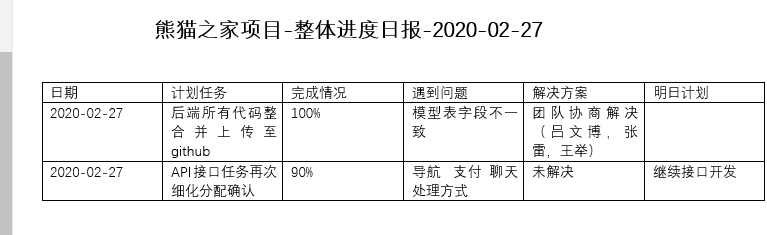 熊猫之家项目-整体进度日报-2020-02-27
日期 计划任务 完成情况 遇到问题 解决方案 明日计划
2020-02-27 后端所有代码整 100% 模型表字段不一 团队协商解决
合并上传至 致 （吕文博，张
github 雷，王举）
2020-02-27 API接口任务再次 90% 导航 支付 聊天 未解决 继续接口开发
细化分配确认 处理方式